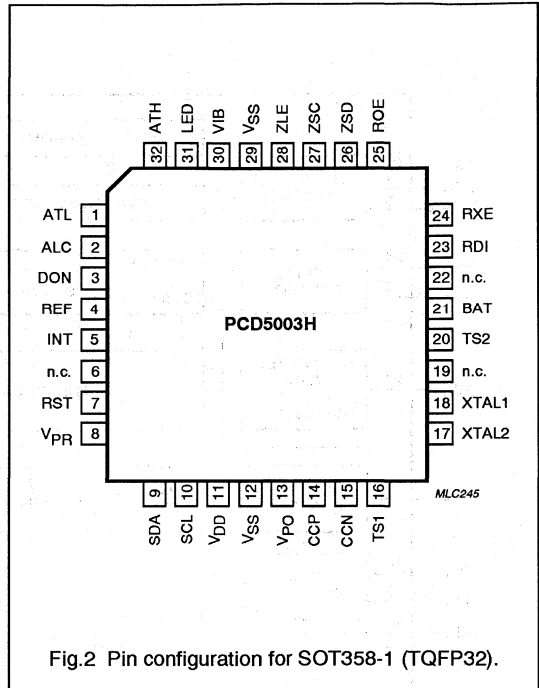 ATH LED VIB VSS ZLE ZSC ZSD ROE
32 31 30 29 28 27 26 25
ATL 1
ALC 2
DON 3
REF 4
INT 5
n.c. 6
RST 7
VPR 8
PCD5003H
24 RXE
23 RDI
22 n.c.
21 BAT
20 TS2
19 n.c.
18 XTAL1
17 XTAL2
9 10 11 12 13 14 15 16
SDA SCL VDD VSS VPO CCP CCN TS1
MLC245
Fig.2 Pin configuration for SOT358-1 (TQFP32).